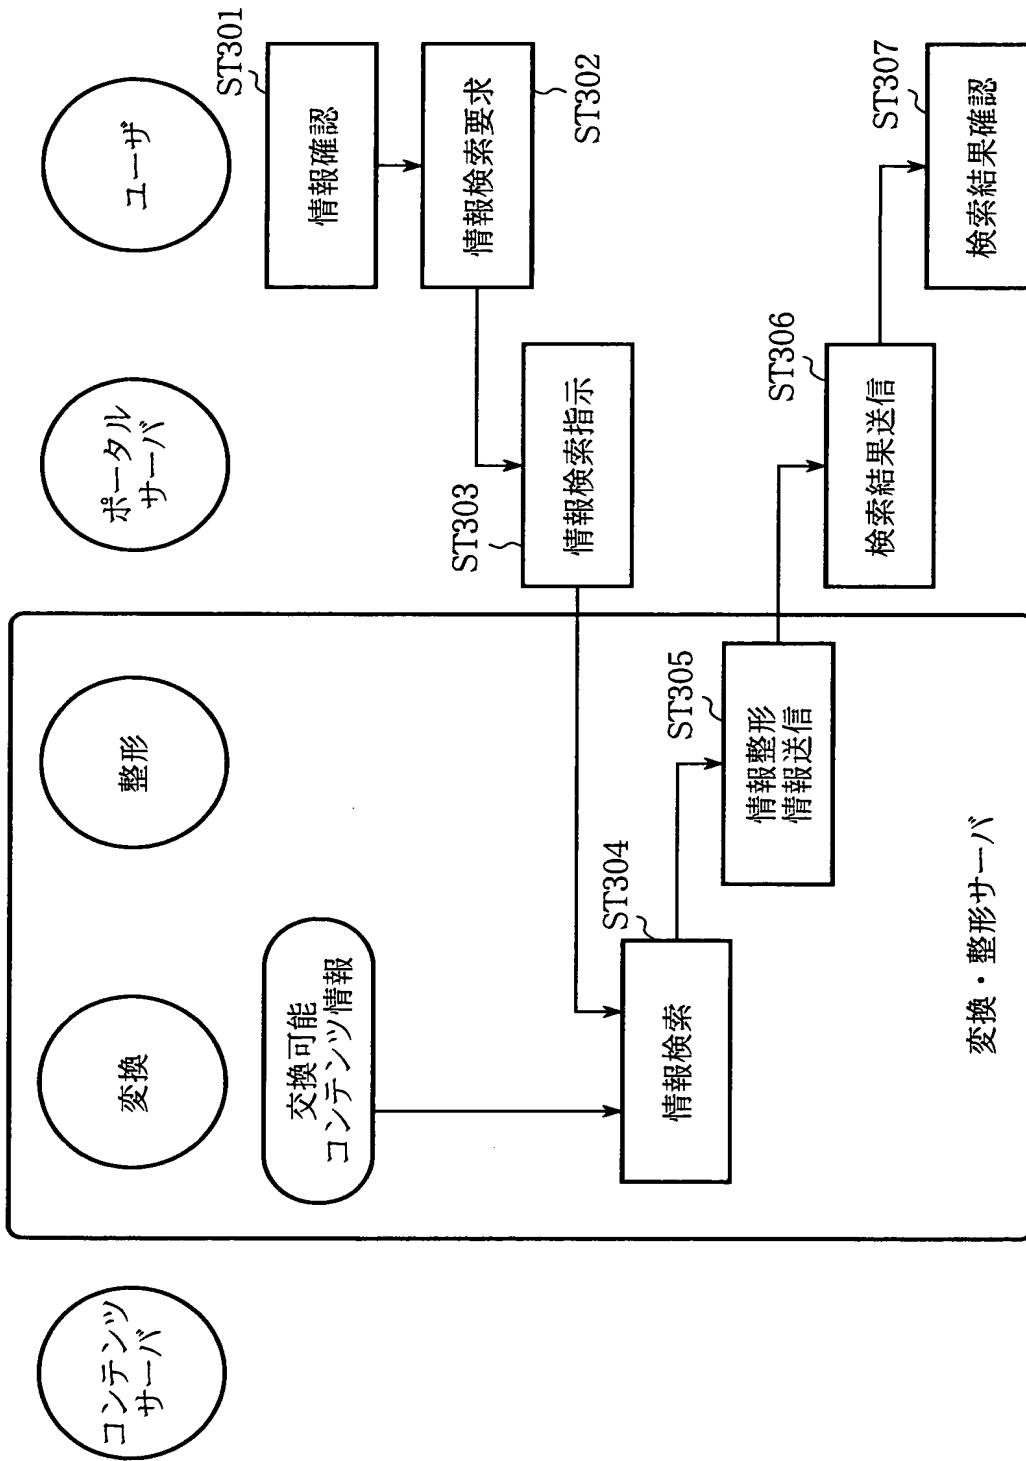 コンテンツ
サーバ
変換
整形
ポータル
サーバ
ユーザ
交換可能
コンテンツ情報
情報確認
ST301
情報検索要求
ST302
ST303
情報検索指示
ST304
情報検索
ST305
情報整形
情報送信
ST306
検索結果送信
ST307
検索結果確認
変換・整形サーバ